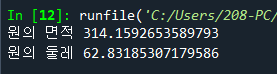 In [12]: runfile('C:/Users/208-PC/
원의 면적 314.1592653589793
원의 둘레 62.83185307179586